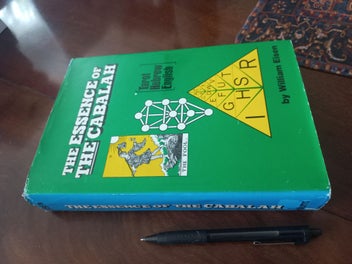 THE ESSENCE OF
THE CABALAH
Tarot
Hebrew
English
by William Eisen
E F U T
G H S R
I
THE FOOL.
THE ESSENCE OF THE CABALAH